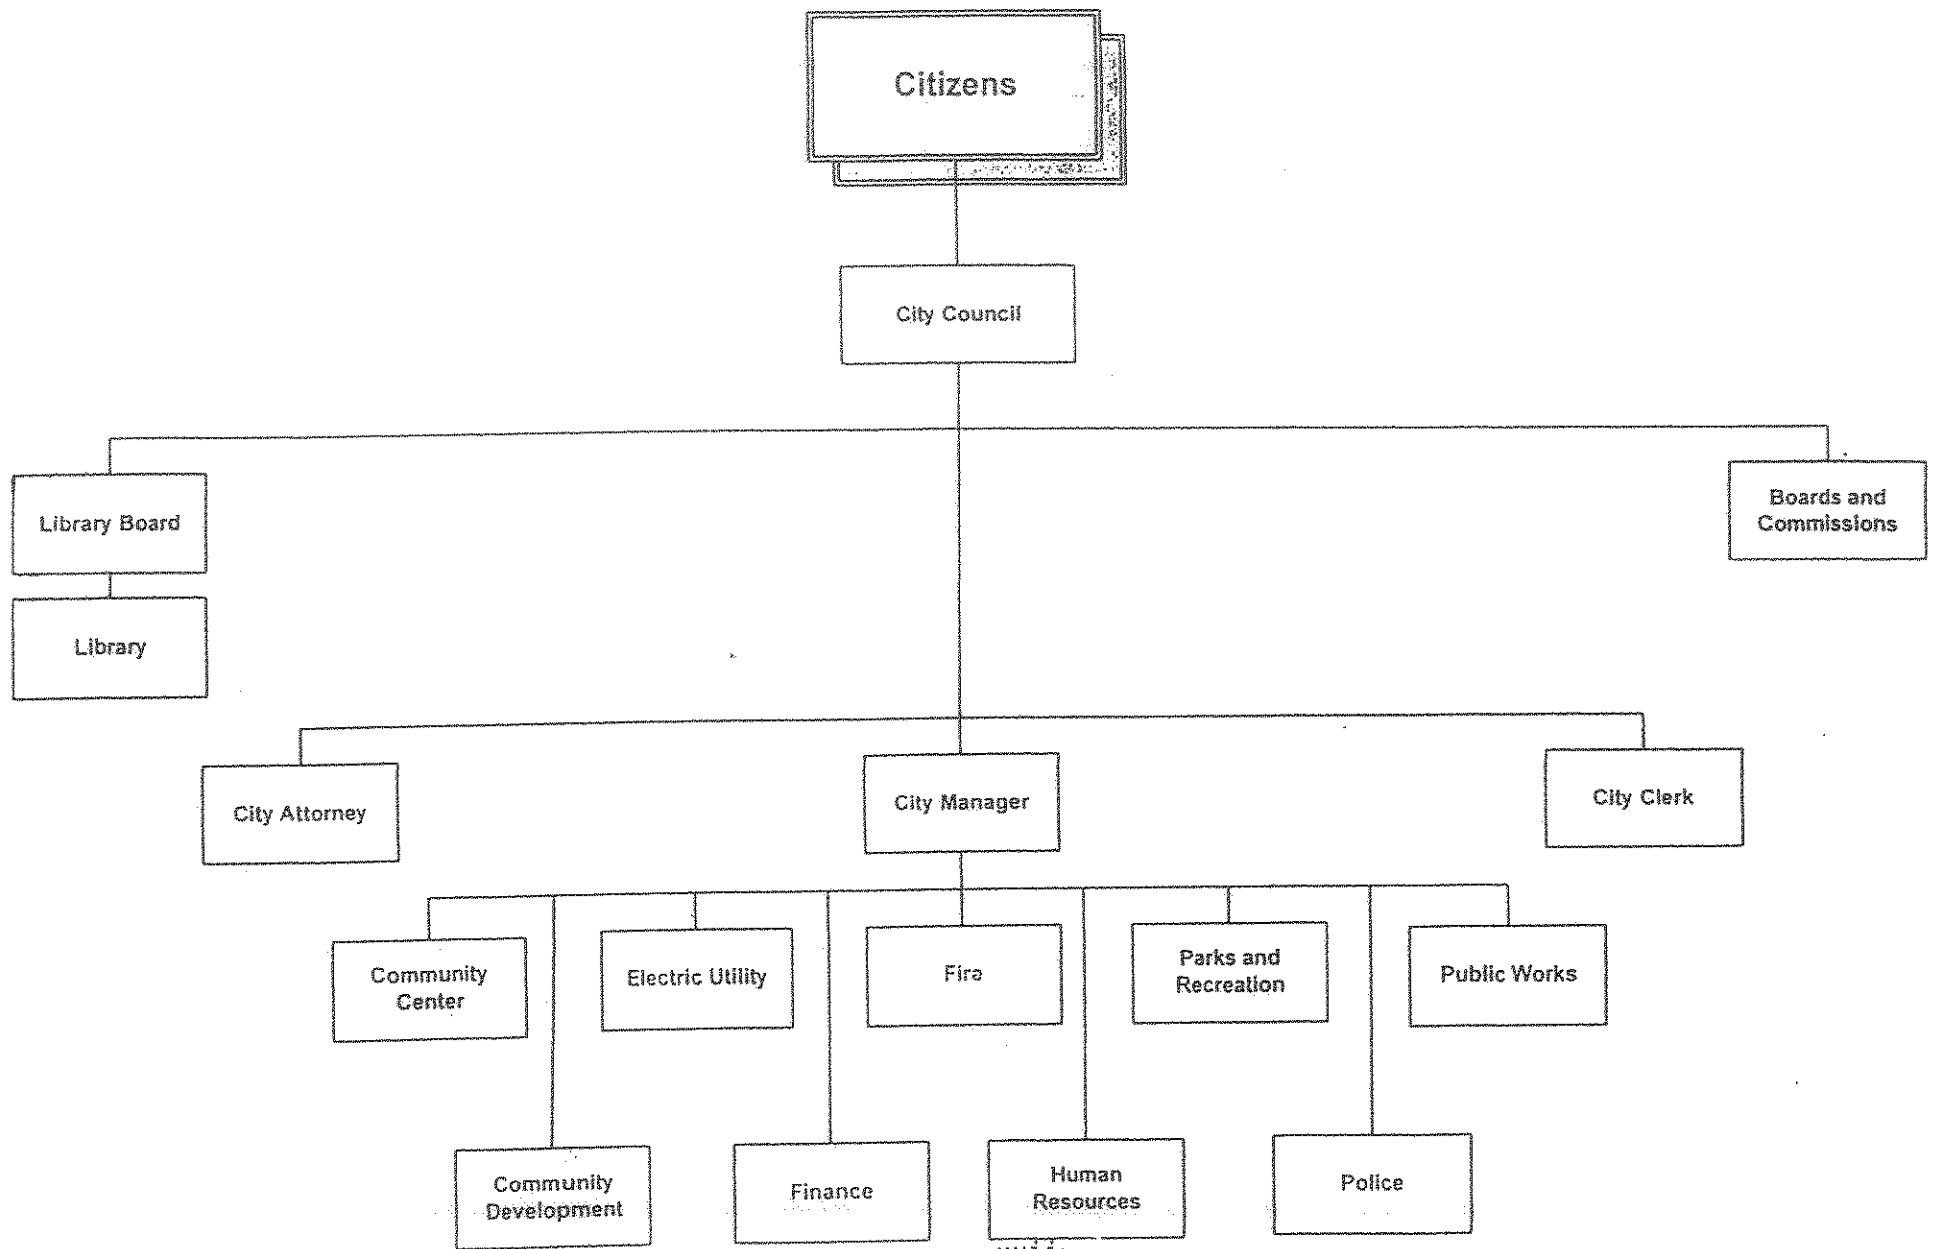 Citizens
City Council
Library Board
Boards and
Commissions
Library
City Attorney
City Manager
City Clerk
Community
Center
Electric Utility
Fire
Parks and
Recreation
Public Works
Community
Development
Finance
Human
Resources
Police